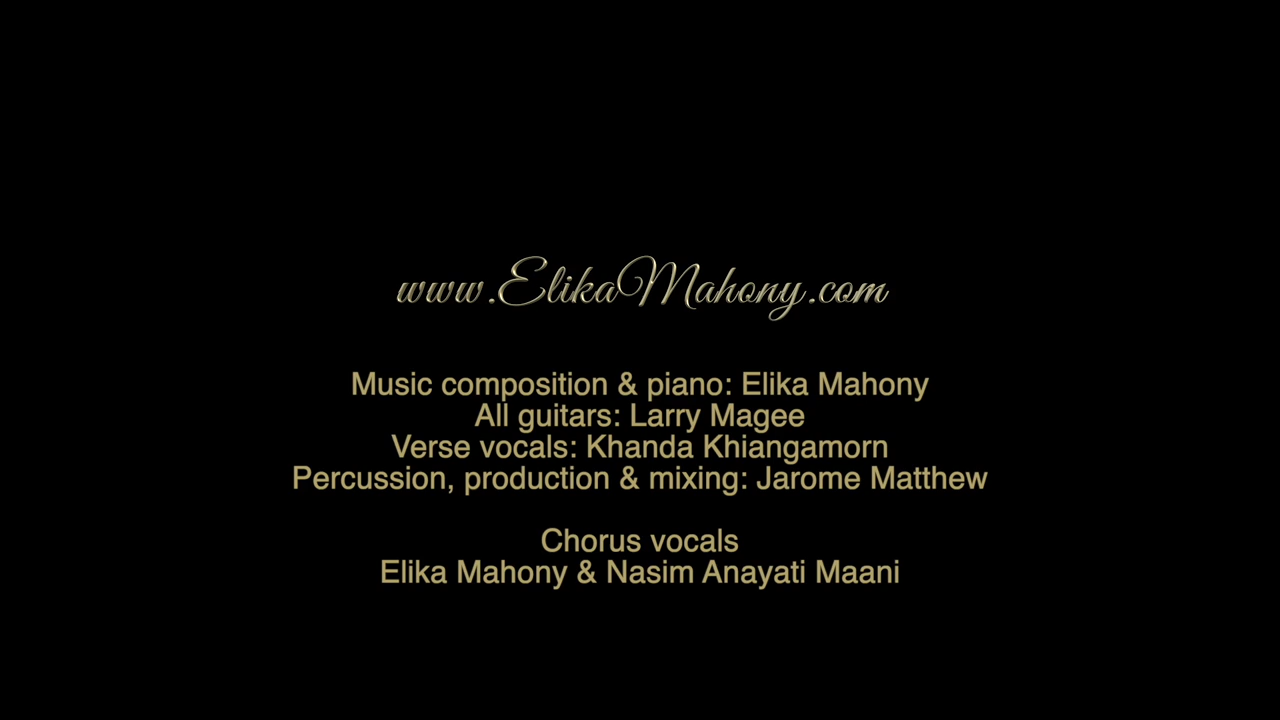 www.ElikaMahony.com
Music composition & piano: Elika Mahony
All guitars: Larry Magee
Verse vocals: Khanda Khiangamorn
Percussion, production & mixing: Jarome Matthew
Chorus vocals
Elika Mahony & Nasim Anayati Maani